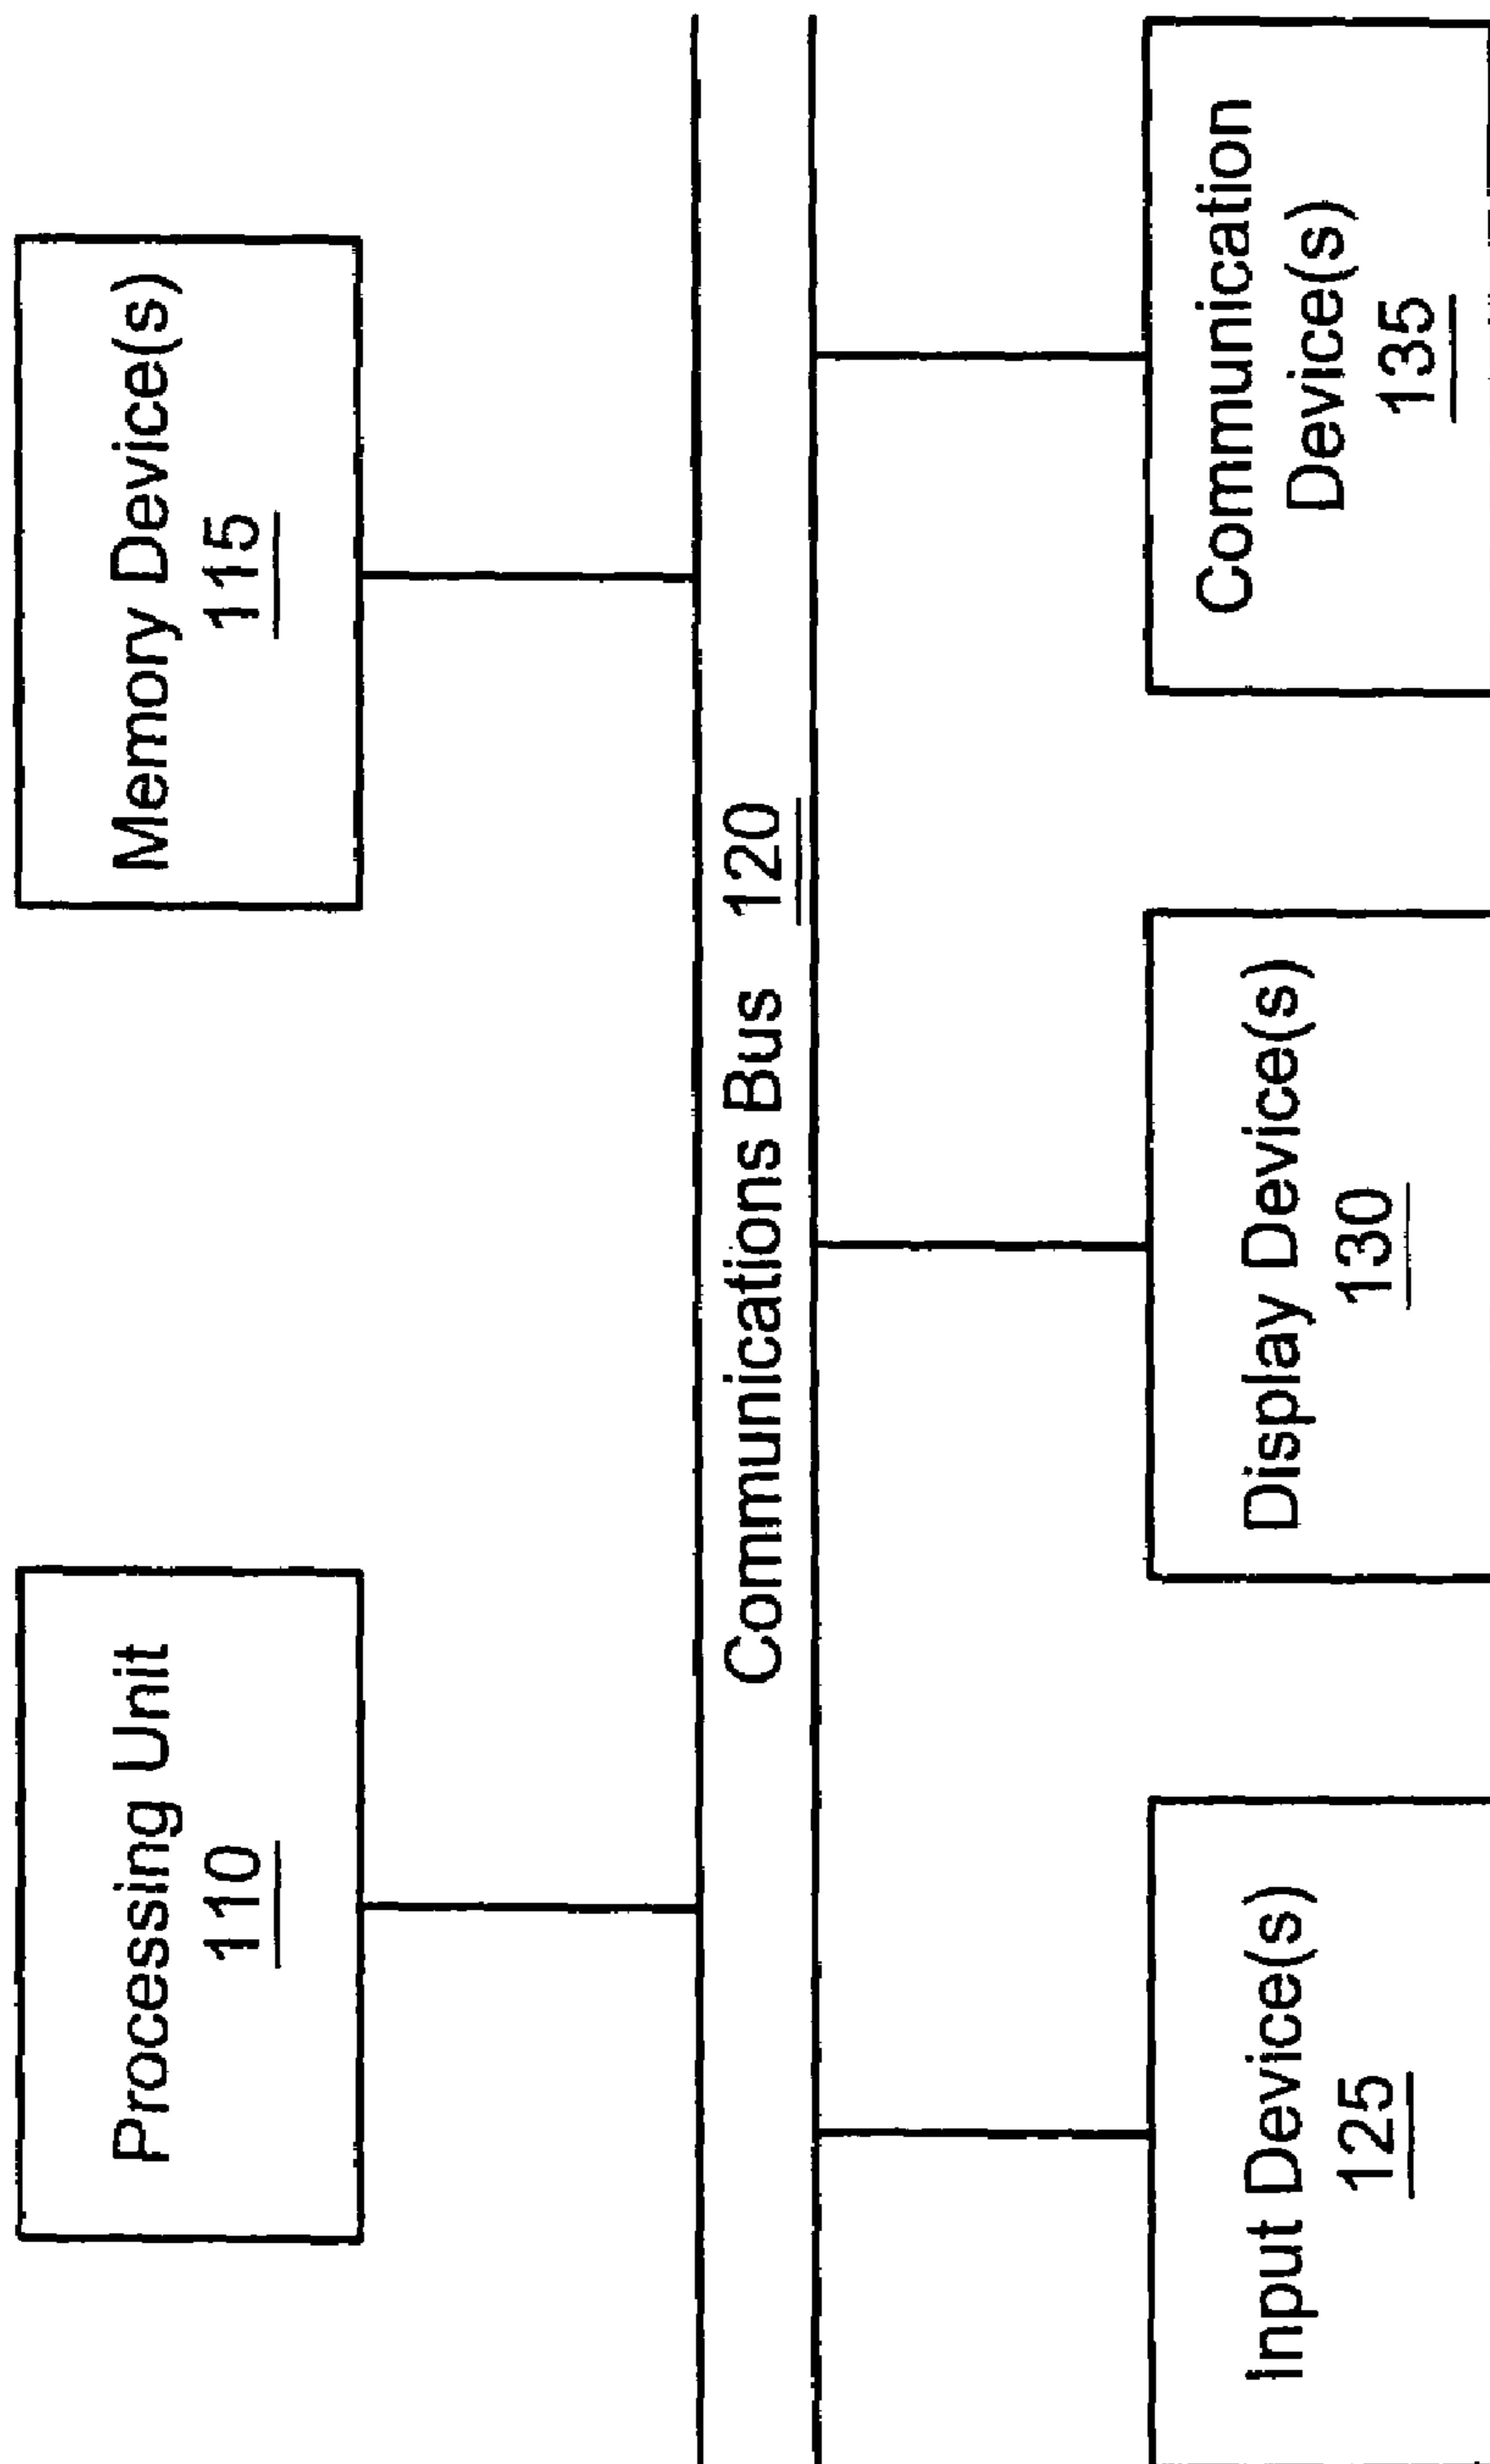 Processing Unit
110
Memory Device(s)
115
Communications Bus 120
Input Device(s)
125
Display Device(s)
130
Communication
Device(s)
135